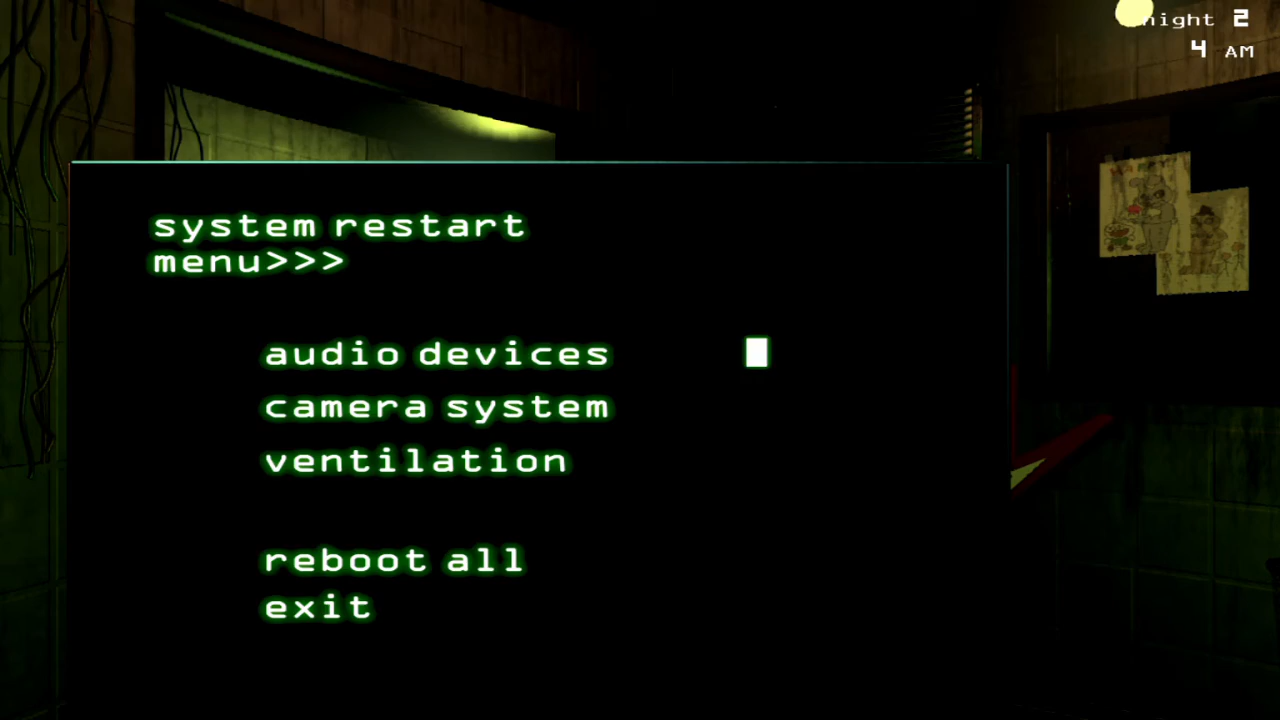 night 2
4 AM
system restart
menu>>>
audio devices
camera system
ventilation
reboot all
exit